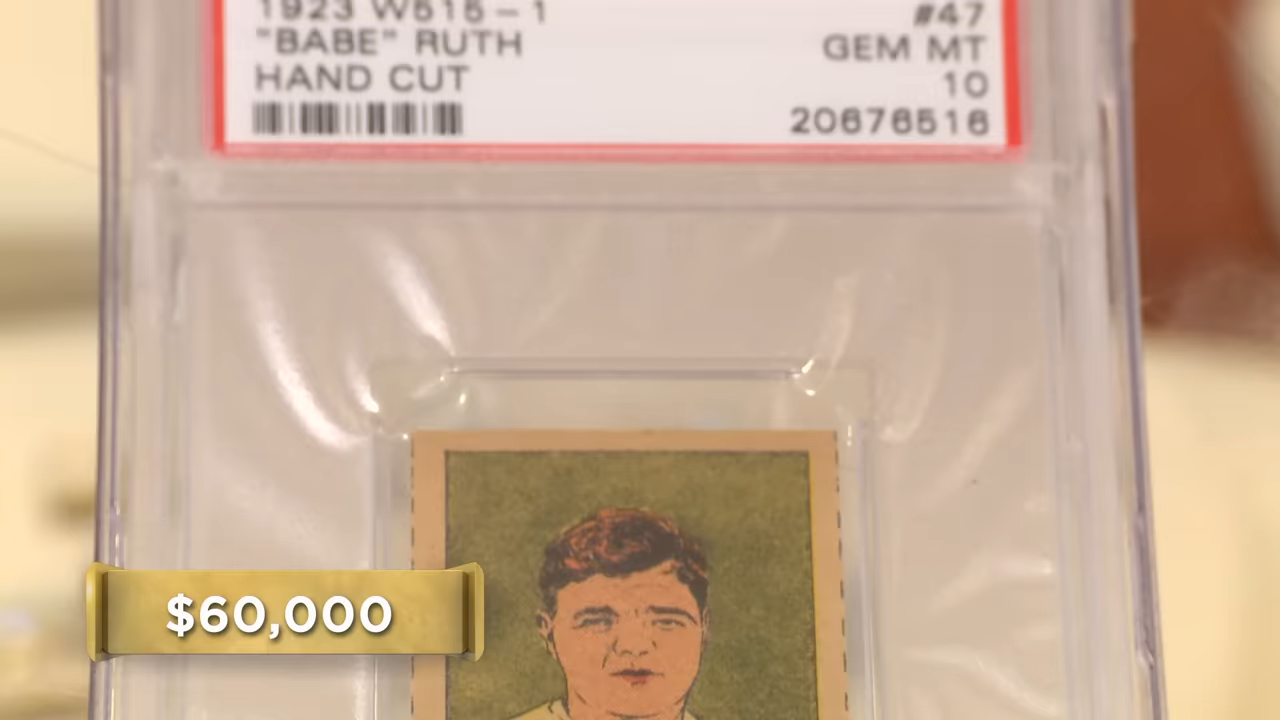 1923 W515-1
#47
"BABE" RUTH
GEM MT
HAND CUT
10
20676516
$60,000